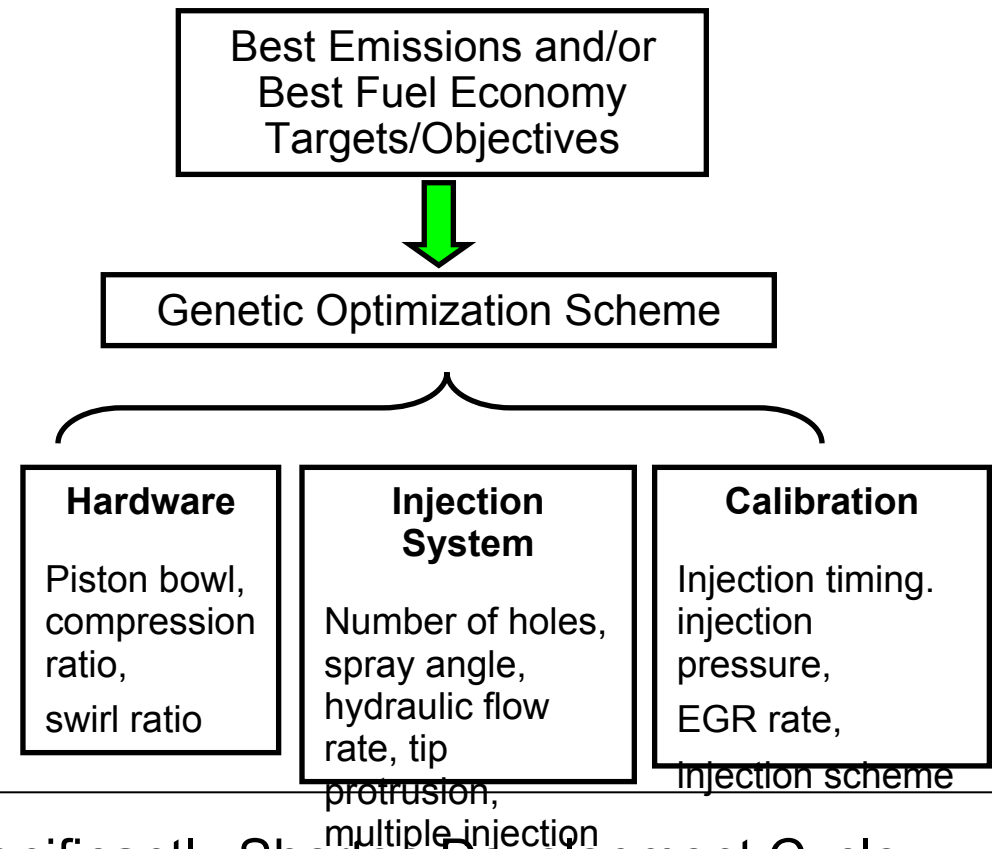 Best Emissions and/or
Best Fuel Economy
Targets/Objectives
Genetic Optimization Scheme
Hardware
Piston bowl,
compression
ratio,
swirl ratio
Injection
System
Number of holes,
spray angle,
hydraulic flow
rate, tip
protrusion,
multiple injection
Calibration
Injection timing.
injection
pressure,
EGR rate,
injection scheme
Cycle